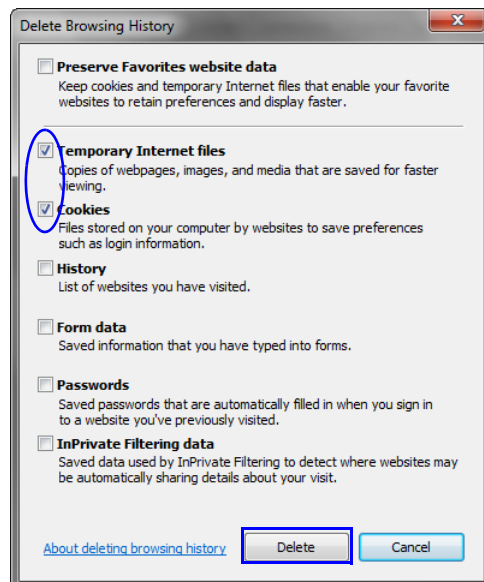 Delete Browsing History
Preserve Favorites website data
Keep cookies and temporary Internet files that enable your favorite
websites to retain preferences and display faster.
Temporary Internet files
Copies of webpages, images, and media that are saved for faster
viewing.
Cookies
Files stored on your computer by websites to save preferences
such as login information.
History
List of websites you have visited.
Form data
Saved information that you have typed into forms.
Passwords
Saved passwords that are automatically filled in when you sign in
to a website you've previously visited.
InPrivate Filtering data
Saved data used by InPrivate Filtering to detect where websites may
be automatically sharing details about your visit.
About deleting browsing history Delete Cancel